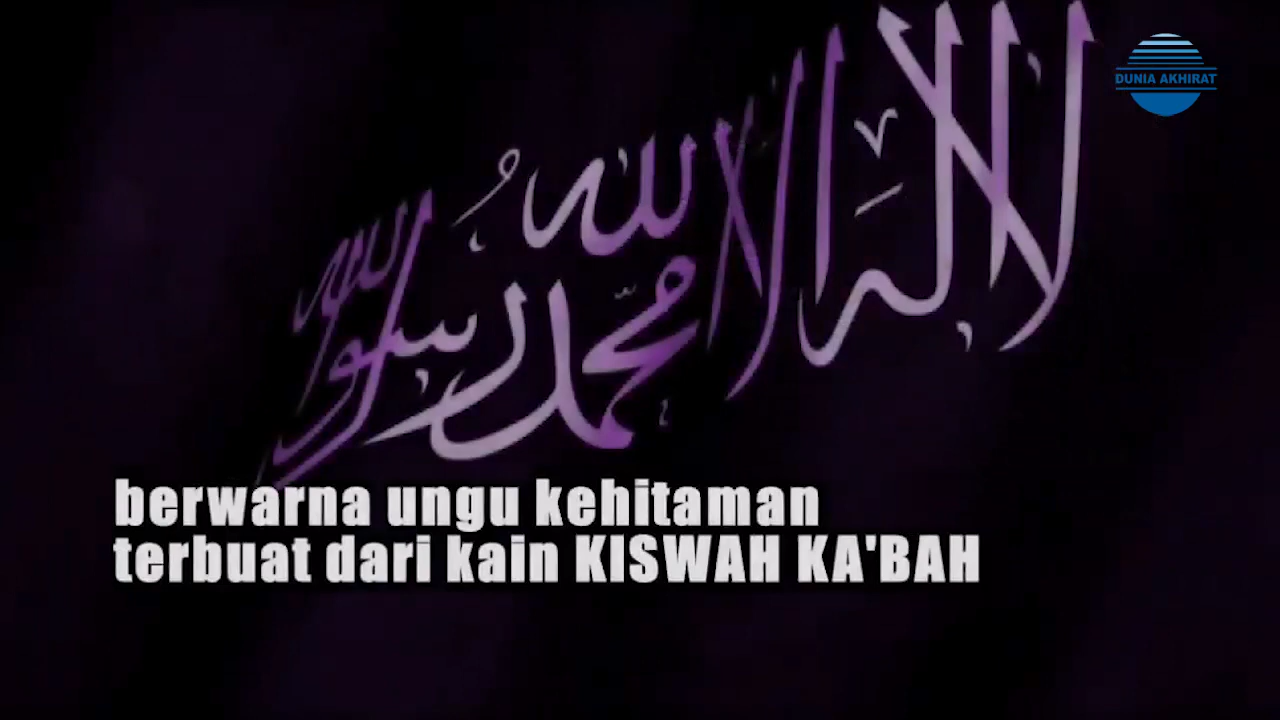 DUNIA AKHIRAT
لا إله إلا الله
محمد رسول الله
berwarna ungu kehitaman
terbuat dari kain KISWAH KA'BAH